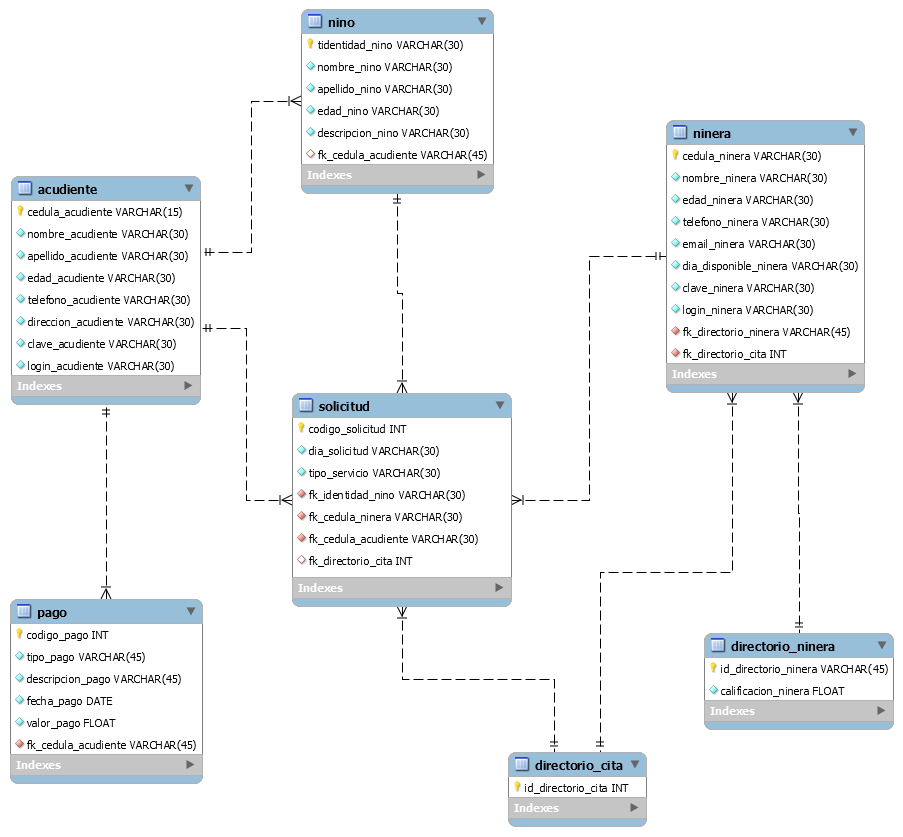 nino
tidentidad_nino VARCHAR(30)
nombre_nino VARCHAR(30)
apellido_nino VARCHAR(30)
edad_nino VARCHAR(30)
descripcion_nino VARCHAR(30)
fk_cedula_acudiente VARCHAR(45)
Indexes
ninera
cedula_ninera VARCHAR(30)
nombre_ninera VARCHAR(30)
edad_ninera VARCHAR(30)
telefono_ninera VARCHAR(30)
email_ninera VARCHAR(30)
dia_disponible_ninera VARCHAR(30)
clave_ninera VARCHAR(30)
login_ninera VARCHAR(30)
fk_directorio_ninera VARCHAR(45)
fk_directorio_cita INT
Indexes
acudiente
cedula_acudiente VARCHAR(15)
nombre_acudiente VARCHAR(30)
apellido_acudiente VARCHAR(30)
edad_acudiente VARCHAR(30)
telefono_acudiente VARCHAR(30)
direccion_acudiente VARCHAR(30)
clave_acudiente VARCHAR(30)
login_acudiente VARCHAR(30)
Indexes
solicitud
codigo_solicitud INT
dia_solicitud VARCHAR(30)
tipo_servicio VARCHAR(30)
fk_identidad_nino VARCHAR(30)
fk_cedula_ninera VARCHAR(30)
fk_cedula_acudiente VARCHAR(30)
fk_directorio_cita INT
Indexes
pago
codigo_pago INT
tipo_pago VARCHAR(45)
descripcion_pago VARCHAR(45)
fecha_pago DATE
valor_pago FLOAT
fk_cedula_acudiente VARCHAR(45)
Indexes
directorio_ninera
id_directorio_ninera VARCHAR(45)
calificacion_ninera FLOAT
Indexes
directorio_cita
id_directorio_cita INT
Indexes